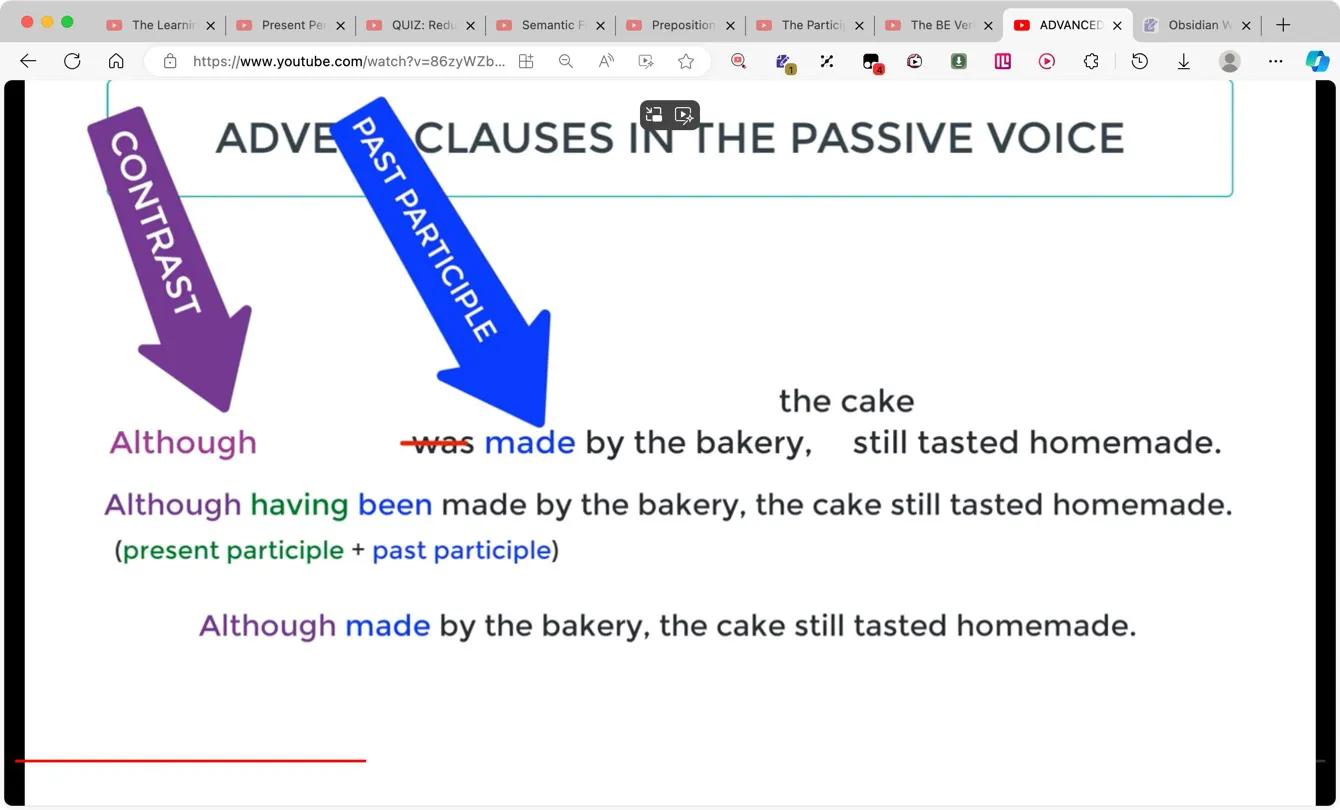 The Learnin
Present Pe
QUIZ: Redu
Semantic F
Preposition
The Particip
The BE Ver
ADVANCED
Obsidian W
https://www.youtube.com/watch?v=86zyWZb...
1
4
ADVE CLAUSES IN THE PASSIVE VOICE
CONTRAST
PAST PARTICIPLE
the cake
Although was made by the bakery, still tasted homemade.
Although having been made by the bakery, the cake still tasted homemade.
(present participle + past participle)
Although made by the bakery, the cake still tasted homemade.